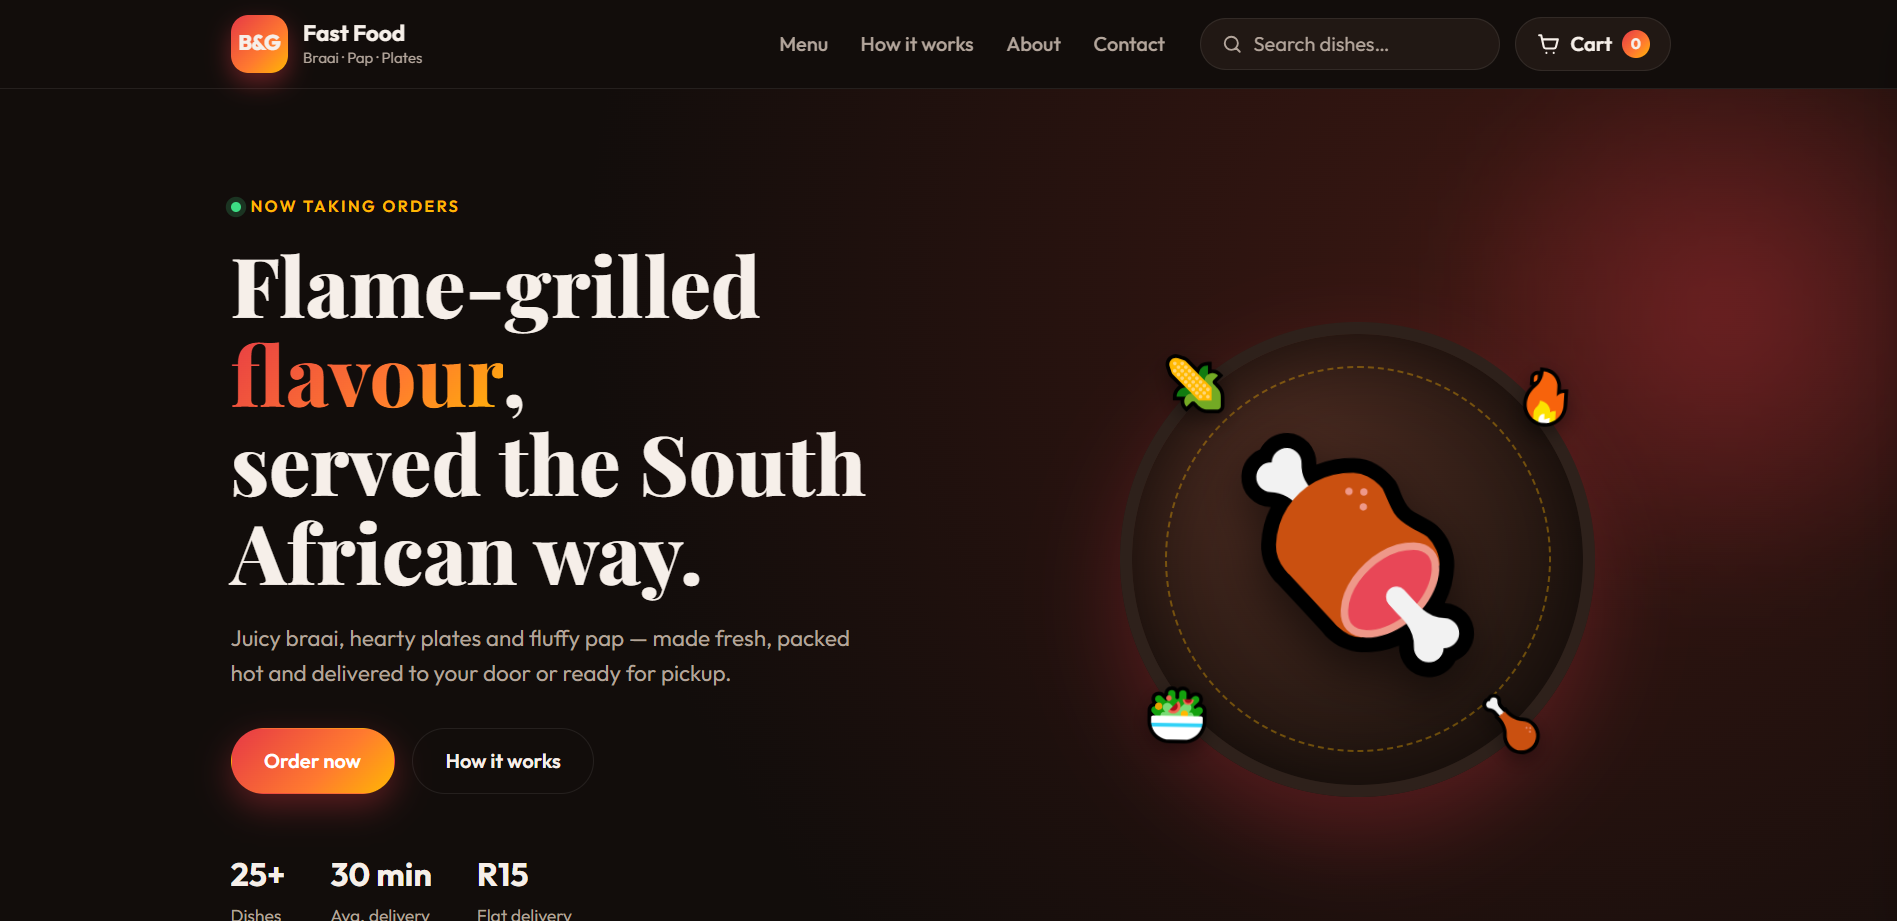 B&G
Fast Food
Braai · Pap · Plates
Menu
How it works
About
Contact
Search dishes...
Cart
0
NOW TAKING ORDERS
Flame-grilled
flavour,
served the South
African way.
Juicy braai, hearty plates and fluffy pap — made fresh, packed
hot and delivered to your door or ready for pickup.
Order now
How it works
25+
30 min
R15
Dishes
Avg. delivery
Flat delivery